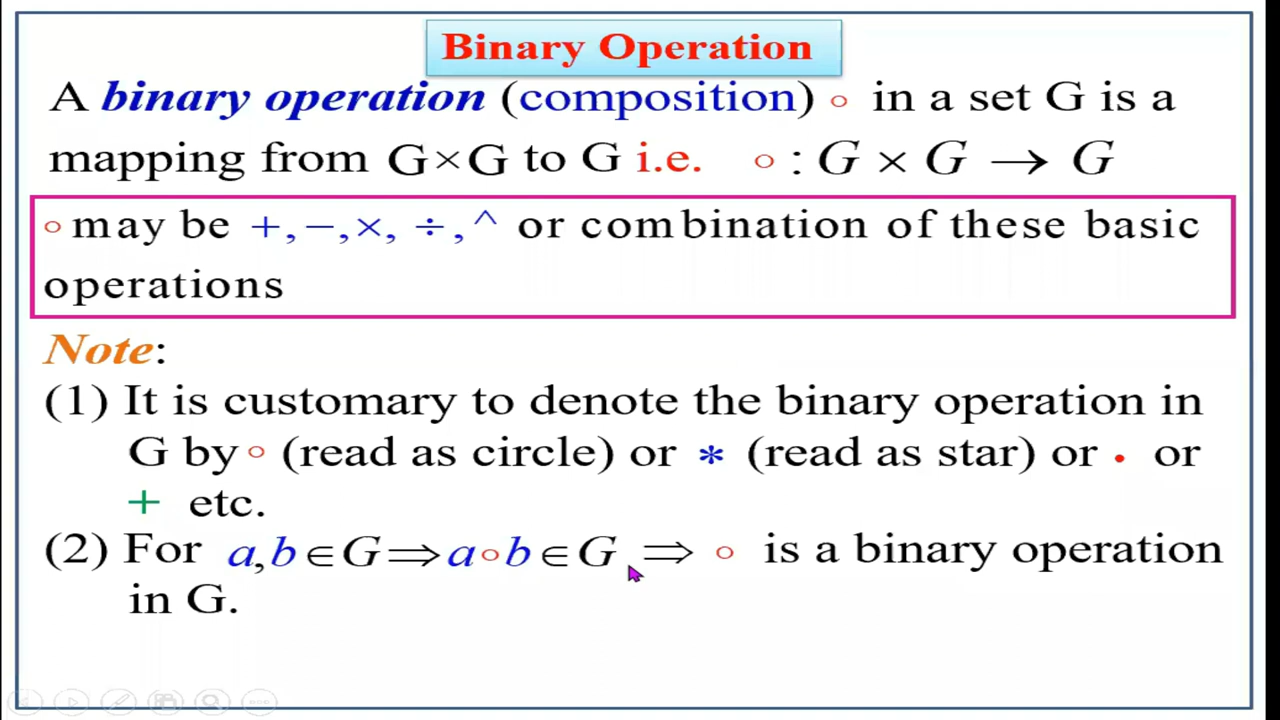 Binary Operation
A binary operation (composition) ∘ in a set G is a
mapping from G×G to G i.e. ∘ : G × G → G
∘ may be +,−,×, ÷,^ or combination of these basic
operations
Note:
(1) It is customary to denote the binary operation in
G by ∘ (read as circle) or * (read as star) or • or
+ etc.
(2) For a,b ∈ G ⇒ a∘b ∈ G ⇒ ∘ is a binary operation
in G.